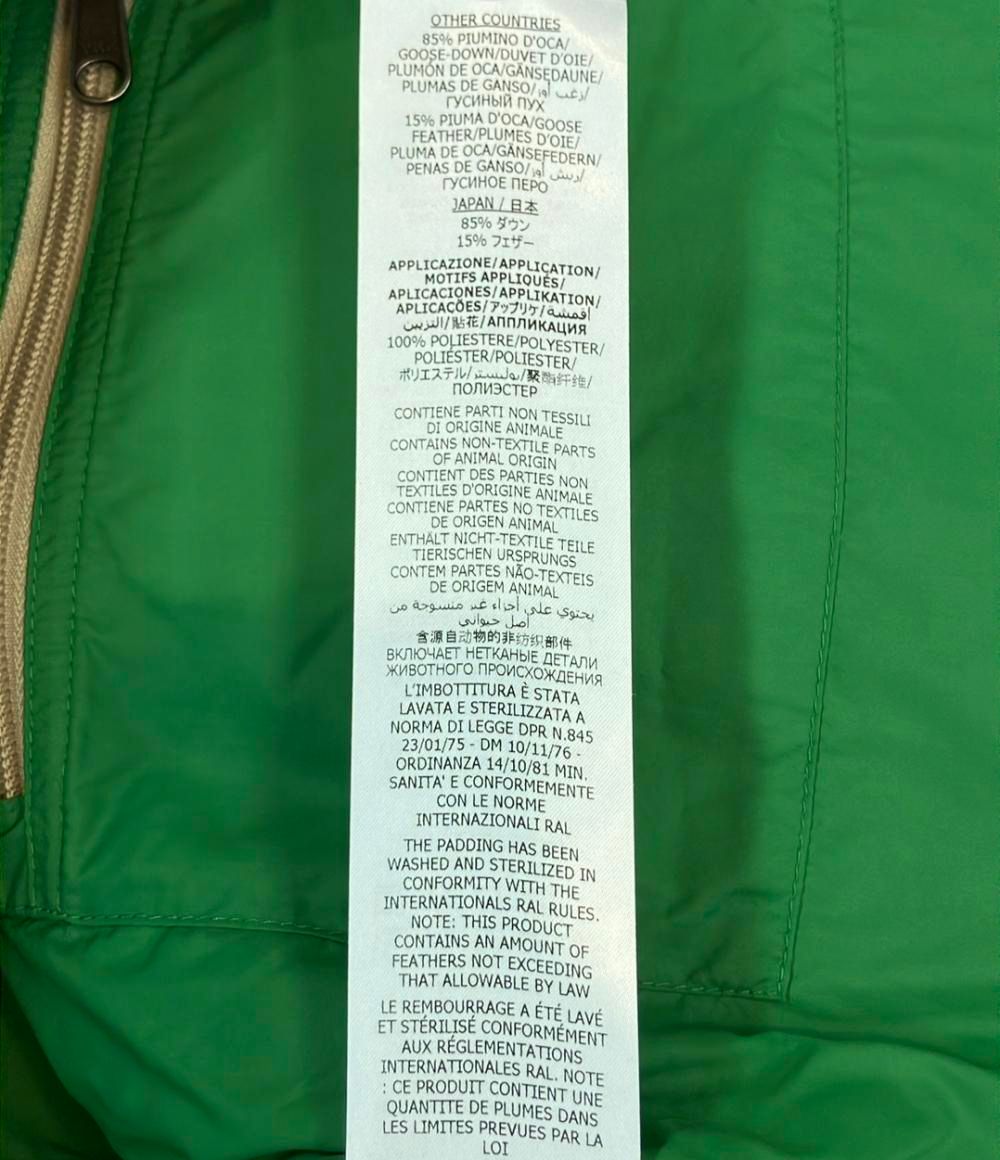 OTHER COUNTRIES
85% PIUMINO D'OCA/
GOOSE-DOWN/DUVET D'OIE/
PLUMÓN DE OCA/GÄNSEDAUNE/
PLUMAS DE GANSO/زغب أوز/
ГУСИНЫЙ ПУХ
15% PIUMA D'OCA/GOOSE
FEATHER/PLUMES D'OIE/
PLUMA DE OCA/GÄNSEFEDERN/
PENAS DE GANSO/ريش أوز/
ГУСИНОЕ ПЕРО
JAPAN / 日本
85% ダウン
15% フェザー
APPLICAZIONE/APPLICATION/
MOTIFS APPLIQUÉS/
APLICACIONES/APPLIKATION/
APLICAÇÕES/アップリケ/أقمشة
التزيين/貼花/АППЛИКАЦИЯ
100% POLIESTERE/POLYESTER/
POLIÉSTER/POLIESTER/
ポリエステル/بوليستر/聚酯纤维/
ПОЛИЭСТЕР
CONTIENE PARTI NON TESSILI
DI ORIGINE ANIMALE
CONTAINS NON-TEXTILE PARTS
OF ANIMAL ORIGIN
CONTIENT DES PARTIES NON
TEXTILES D'ORIGINE ANIMALE
CONTIENE PARTES NO TEXTILES
DE ORIGEN ANIMAL
ENTHÄLT NICHT-TEXTILE TEILE
TIERISCHEN URSPRUNGS
CONTEM PARTES NÃO-TEXTEIS
DE ORIGEM ANIMAL
يحتوي على أجزاء غير منسوجة من
أصل حيواني
含源自动物的非纺织部件
ВКЛЮЧАЕТ НЕТКАНЫЕ ДЕТАЛИ
ЖИВОТНОГО ПРОИСХОЖДЕНИЯ
L'IMBOTTITURA È STATA
LAVATA E STERILIZZATA A
NORMA DI LEGGE DPR N.845
23/01/75 - DM 10/11/76 -
ORDINANZA 14/10/81 MIN.
SANITA' E CONFORMEMENTE
CON LE NORME
INTERNAZIONALI RAL
THE PADDING HAS BEEN
WASHED AND STERILIZED IN
CONFORMITY WITH THE
INTERNATIONALS RAL RULES.
NOTE: THIS PRODUCT
CONTAINS AN AMOUNT OF
FEATHERS NOT EXCEEDING
THAT ALLOWABLE BY LAW
LE REMBOURRAGE A ÉTÉ LAVÉ
ET STÉRILISÉ CONFORMÉMENT
AUX RÉGLEMENTATIONS
INTERNATIONALES RAL. NOTE
: CE PRODUIT CONTIENT UNE
QUANTITE DE PLUMES DANS
LES LIMITES PREVUES PAR LA
LOI